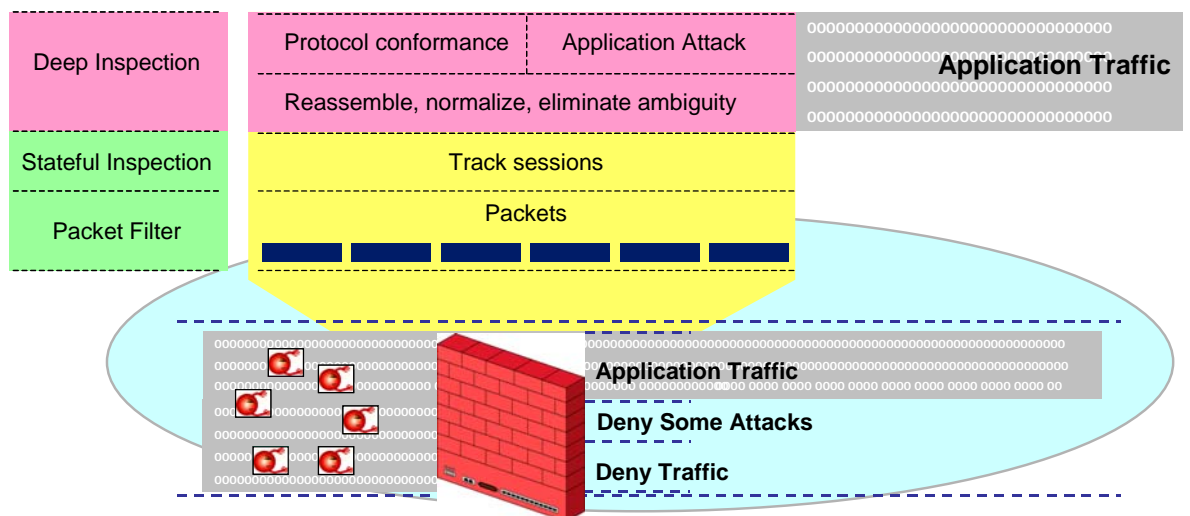 Deep Inspection
Protocol conformance
Application Attack
Reassemble, normalize, eliminate ambiguity
Application Traffic
Stateful Inspection
Track sessions
Packet Filter
Packets
Application Traffic
Deny Some Attacks
Deny Traffic